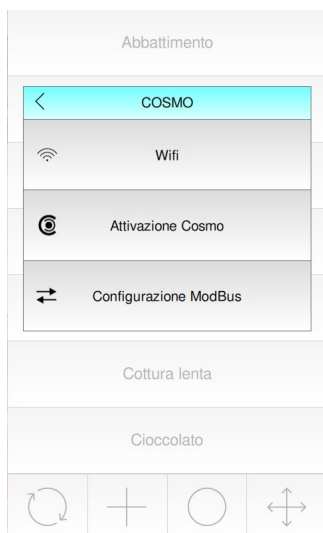 Abbattimento
COSMO
Wifi
Attivazione Cosmo
Configurazione ModBus
Cottura lenta
Cioccolato